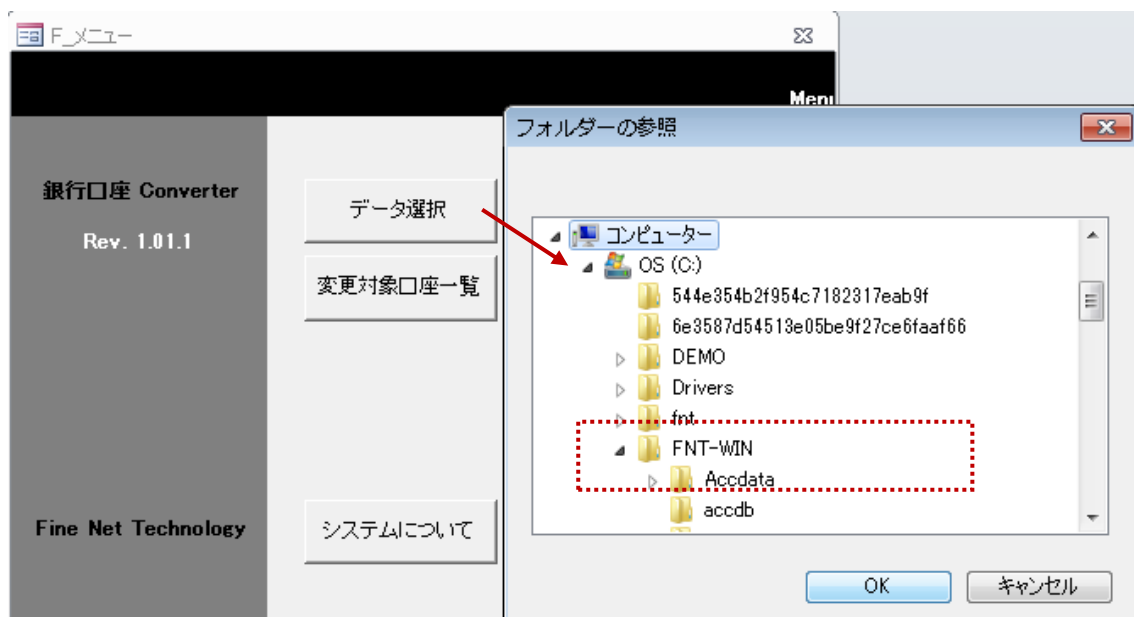 F_メニュー
Menu
銀行口座 Converter
Rev. 1.01.1
データ選択
変更対象口座一覧
Fine Net Technology
システムについて
フォルダーの参照
コンピューター
OS (C:)
544e354b2f954c7182317eab9f
6e3587d54513e05be9f27ce6faaf66
DEMO
Drivers
fnt
FNT-WIN
Accdata
accdb
OK
キャンセル